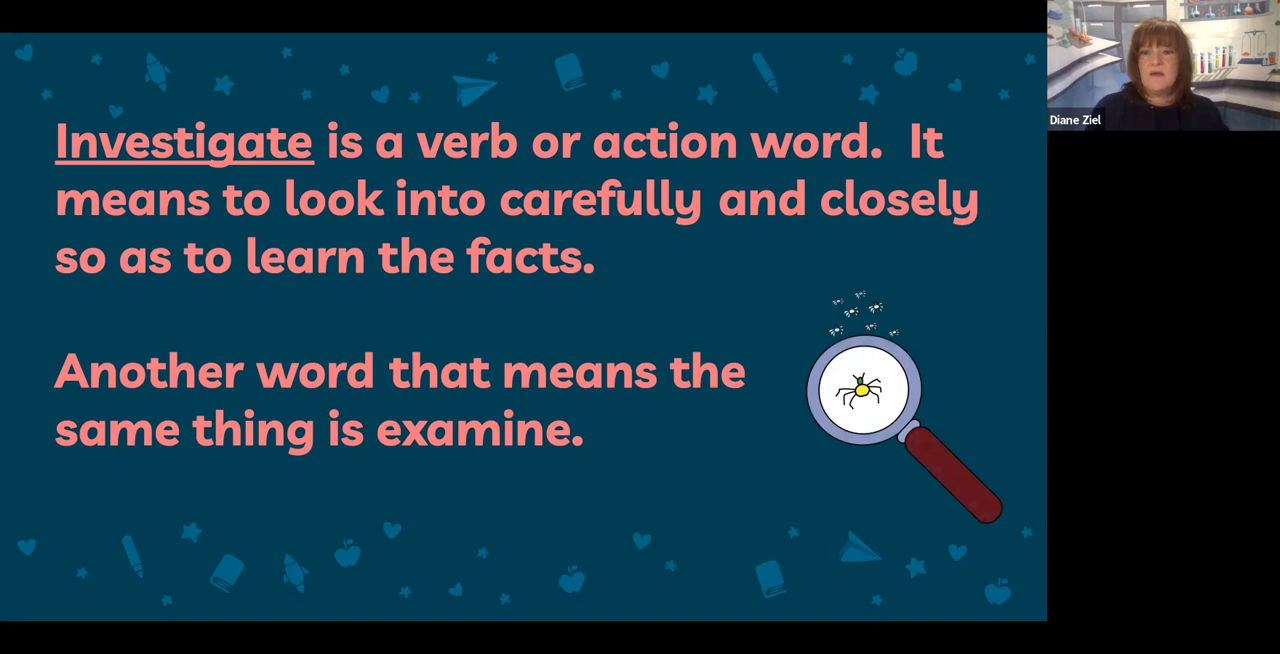 Investigate is a verb or action word.  It
means to look into carefully and closely
so as to learn the facts.
Another word that means the
same thing is examine.
Diane Ziel